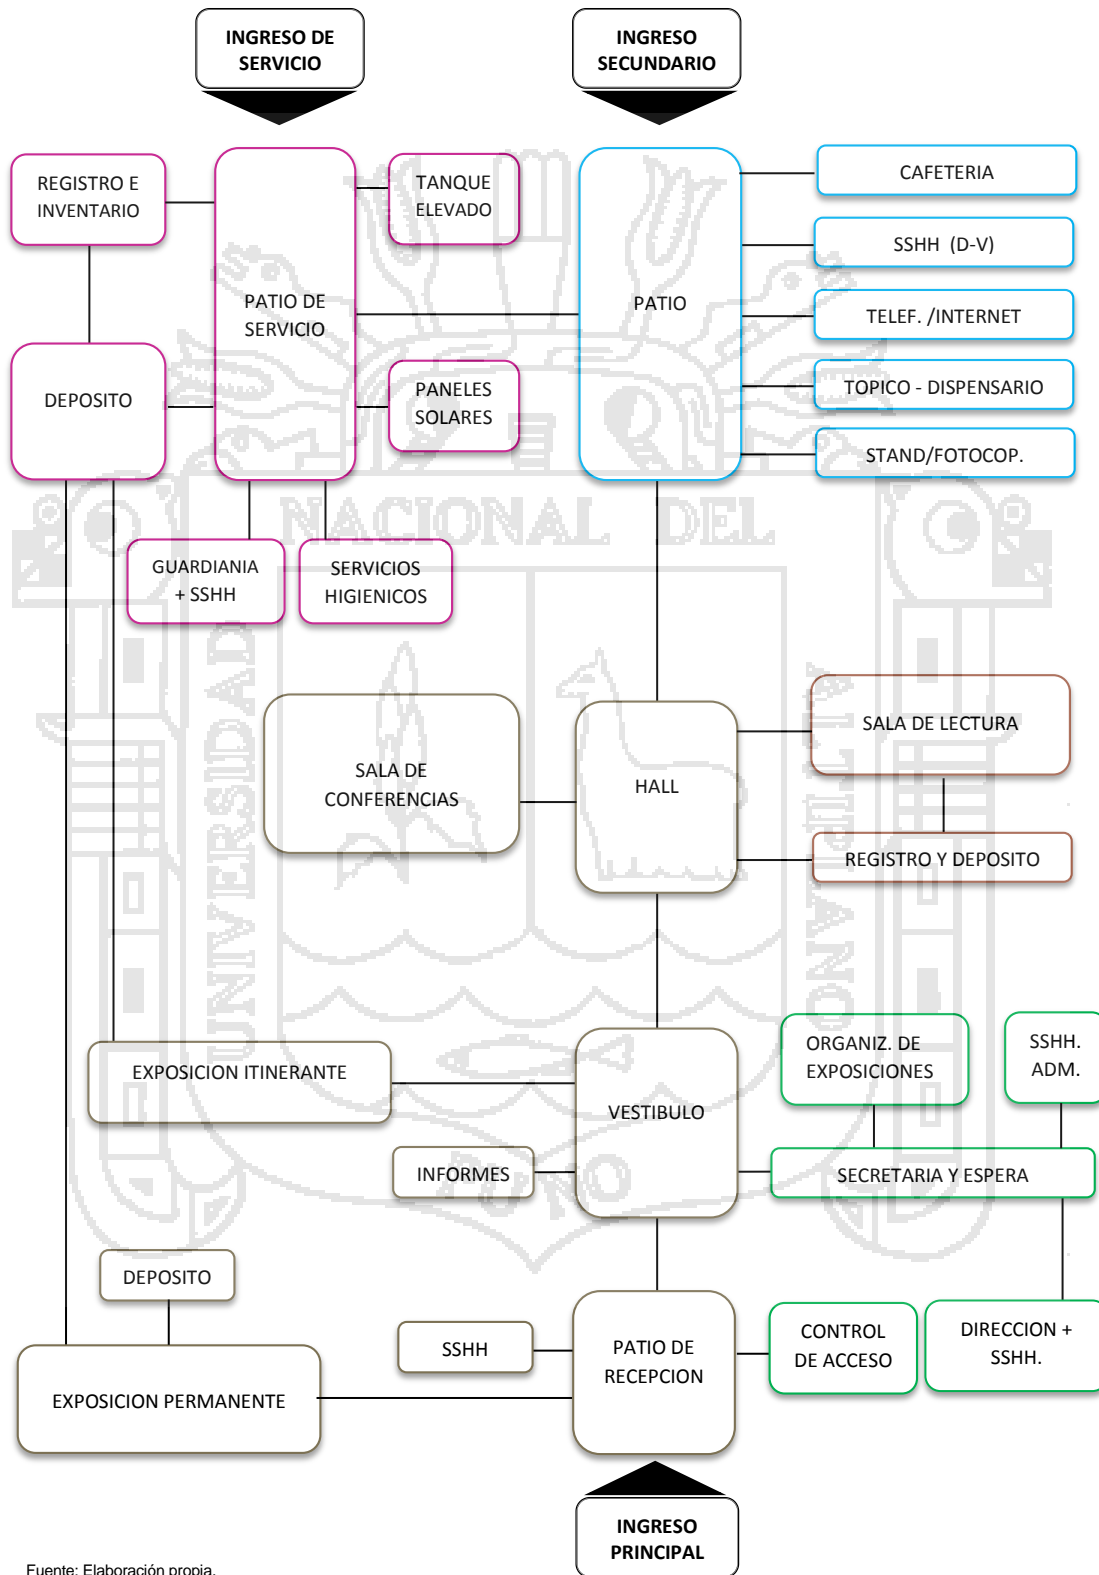 INGRESO DE
SERVICIO
INGRESO
SECUNDARIO
REGISTRO E
INVENTARIO
TANQUE
ELEVADO
CAFETERIA
SSHH (D-V)
PATIO DE
SERVICIO
PATIO
TELEF. /INTERNET
DEPOSITO
PANELES
SOLARES
TOPICO - DISPENSARIO
STAND/FOTOCOP.
NACIONAL DEL
GUARDIANIA
+ SSHH
SERVICIOS
HIGIENICOS
UNIVERSIDAD
ALTIPLANO
SALA DE LECTURA
SALA DE
CONFERENCIAS
HALL
REGISTRO Y DEPOSITO
ORGANIZ. DE
EXPOSICIONES
SSHH.
ADM.
EXPOSICION ITINERANTE
VESTIBULO
INFORMES
SECRETARIA Y ESPERA
PUNO
DEPOSITO
SSHH
PATIO DE
RECEPCION
CONTROL
DE ACCESO
DIRECCION +
SSHH.
EXPOSICION PERMANENTE
INGRESO
PRINCIPAL
Fuente: Elaboración propia.